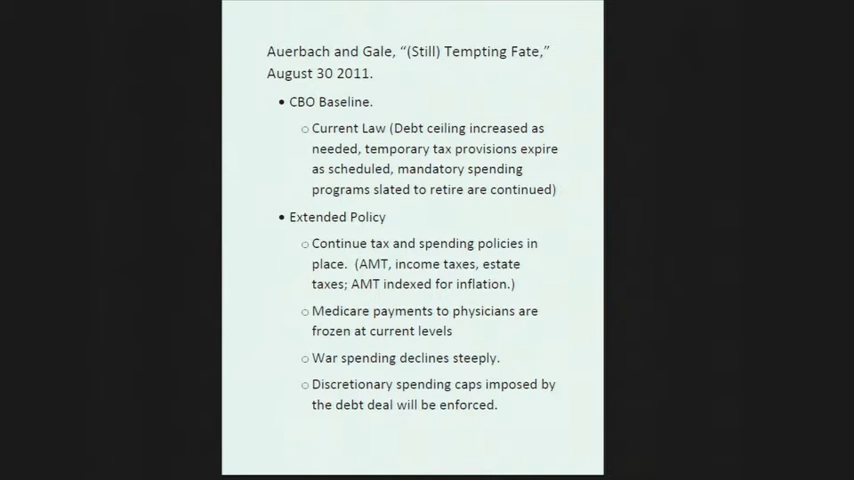 Auerbach and Gale, “(Still) Tempting Fate,”
August 30 2011.
• CBO Baseline.
○ Current Law (Debt ceiling increased as
needed, temporary tax provisions expire
as scheduled, mandatory spending
programs slated to retire are continued)
• Extended Policy
○ Continue tax and spending policies in
place. (AMT, income taxes, estate
taxes; AMT indexed for inflation.)
○ Medicare payments to physicians are
frozen at current levels
○ War spending declines steeply.
○ Discretionary spending caps imposed by
the debt deal will be enforced.